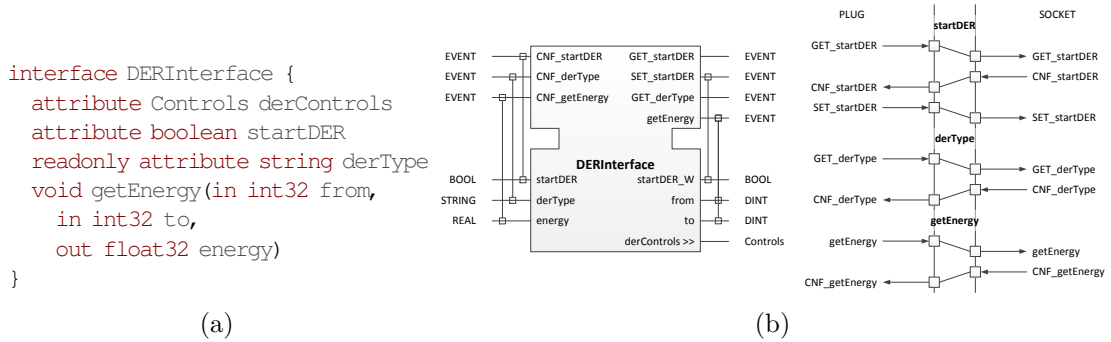 interface DERInterface {
attribute Controls derControls
attribute boolean startDER
readonly attribute string derType
void getEnergy(in int32 from,
in int32 to,
out float32 energy)
}
(a)
EVENT CNF_startDER GET_startDER EVENT
EVENT CNF_derType SET_startDER EVENT
EVENT CNF_getEnergy GET_derType EVENT
getEnergy EVENT
DERInterface
BOOL startDER startDER_W BOOL
STRING derType from DINT
REAL energy to DINT
derControls >> Controls
PLUG SOCKET
startDER
GET_startDER
GET_startDER
CNF_startDER
CNF_startDER
SET_startDER
SET_startDER
derType
GET_derType
GET_derType
CNF_derType
CNF_derType
getEnergy
getEnergy
getEnergy
CNF_getEnergy
CNF_getEnergy
(b)